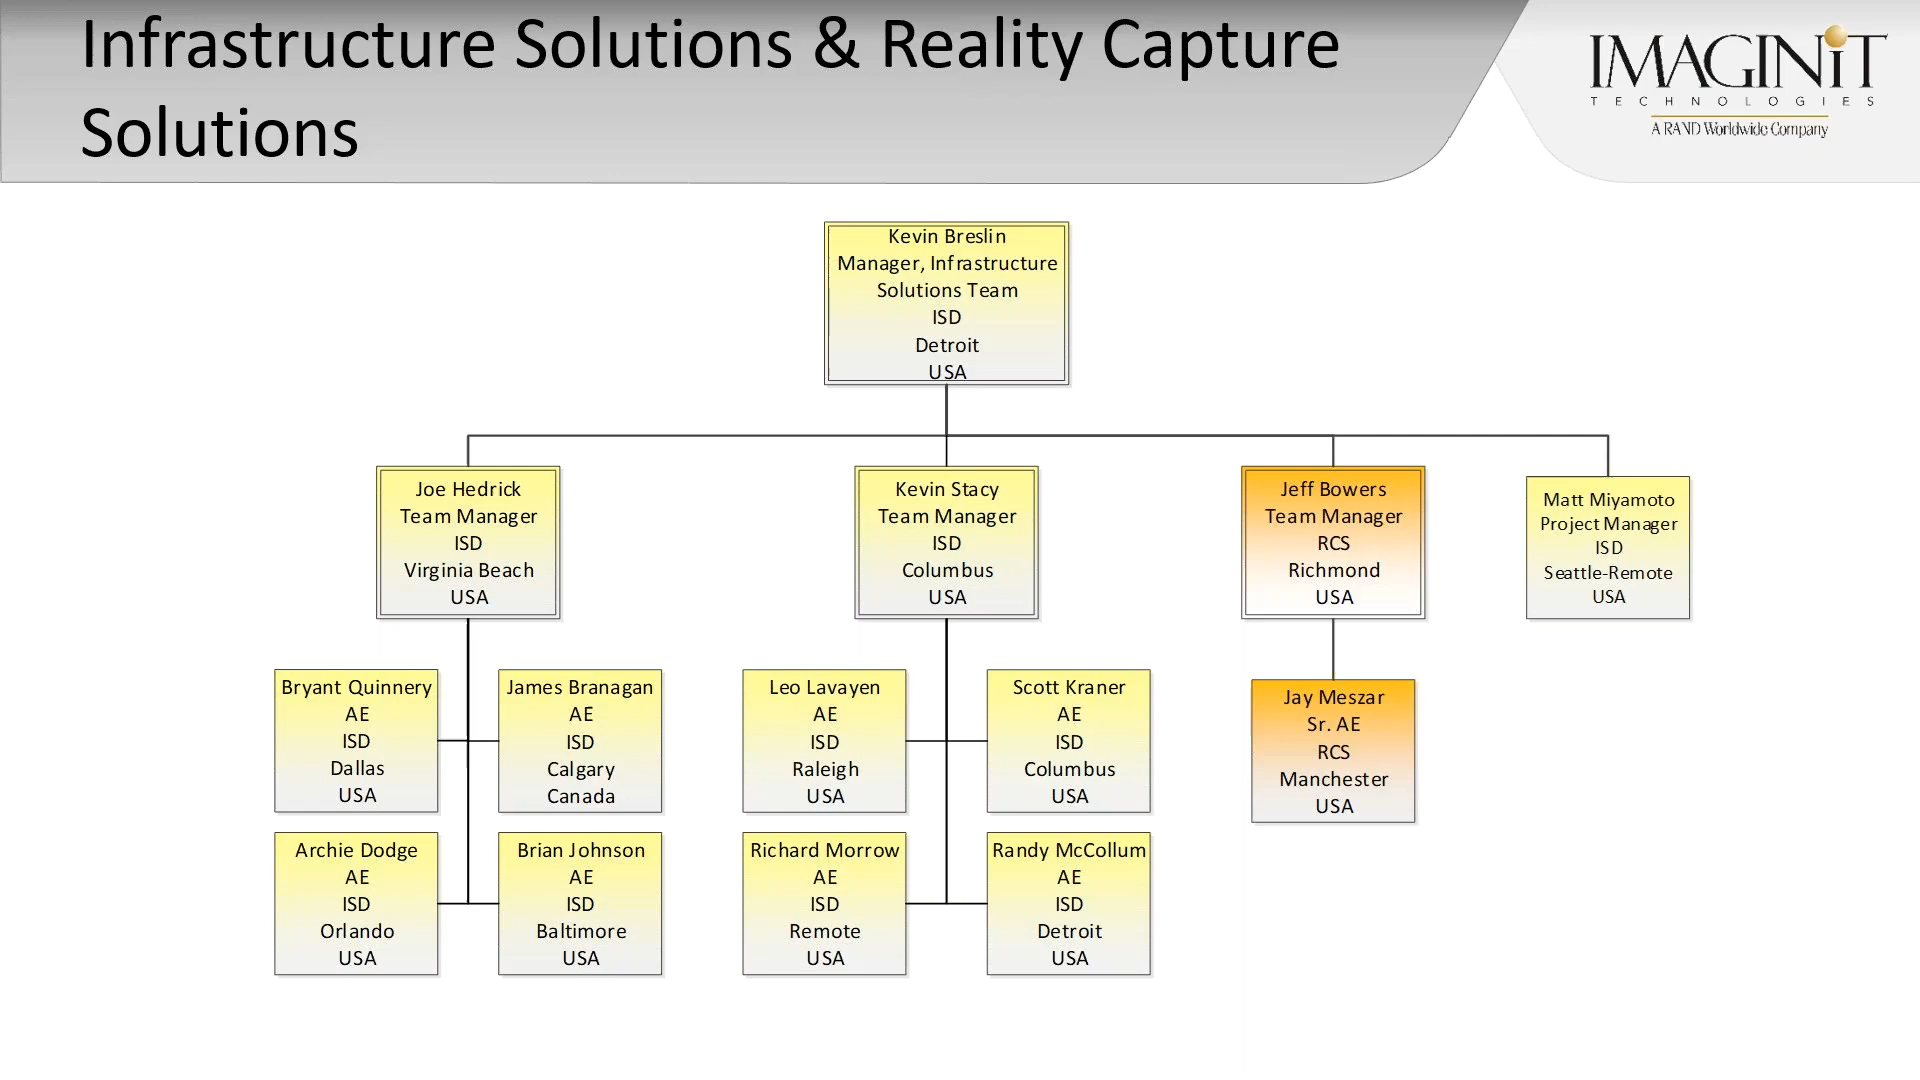 Infrastructure Solutions & Reality Capture
Solutions
IMAGINiT
TECHNOLOGIES
A RAND Worldwide Company
Kevin Breslin
Manager, Infrastructure
Solutions Team
ISD
Detroit
USA
Joe Hedrick
Team Manager
ISD
Virginia Beach
USA
Kevin Stacy
Team Manager
ISD
Columbus
USA
Jeff Bowers
Team Manager
RCS
Richmond
USA
Matt Miyamoto
Project Manager
ISD
Seattle-Remote
USA
Bryant Quinnery
AE
ISD
Dallas
USA
James Branagan
AE
ISD
Calgary
Canada
Leo Lavayen
AE
ISD
Raleigh
USA
Scott Kraner
AE
ISD
Columbus
USA
Jay Meszar
Sr. AE
RCS
Manchester
USA
Archie Dodge
AE
ISD
Orlando
USA
Brian Johnson
AE
ISD
Baltimore
USA
Richard Morrow
AE
ISD
Remote
USA
Randy McCollum
AE
ISD
Detroit
USA